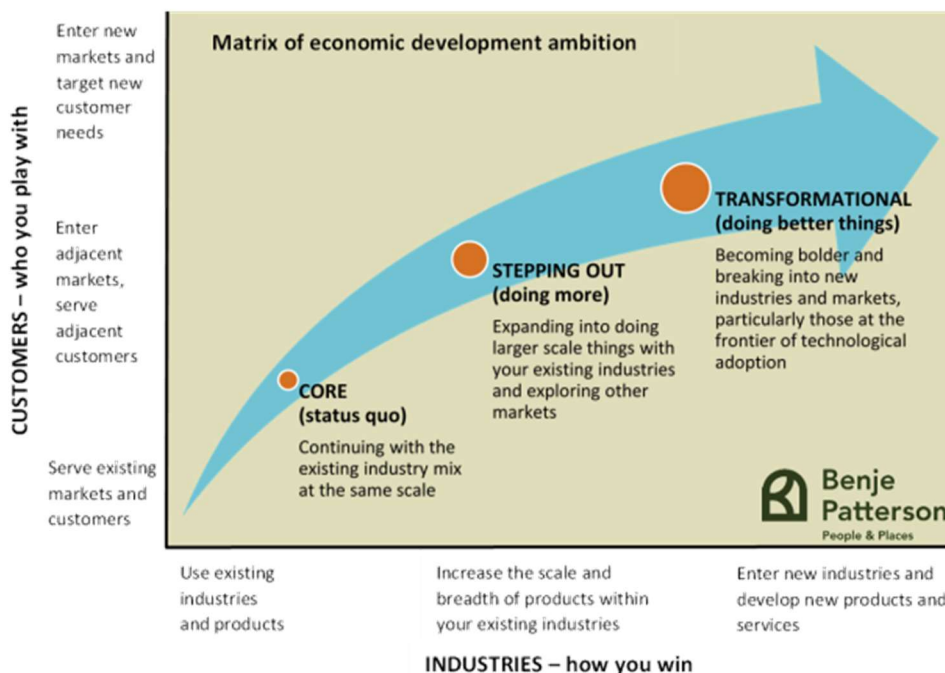 Matrix of economic development ambition
CUSTOMERS – who you play with
Enter new
markets and
target new
customer
needs
Enter
adjacent
markets,
serve
adjacent
customers
Serve existing
markets and
customers
TRANSFORMATIONAL
(doing better things)
Becoming bolder and
breaking into new
industries and markets,
particularly those at the
frontier of technological
adoption
STEPPING OUT
(doing more)
Expanding into doing
larger scale things with
your existing industries
and exploring other
markets
CORE
(status quo)
Continuing with the
existing industry mix
at the same scale
Benje
Patterson
People & Places
Use existing
industries
and products
Increase the scale and
breadth of products within
your existing industries
Enter new industries and
develop new products and
services
INDUSTRIES – how you win